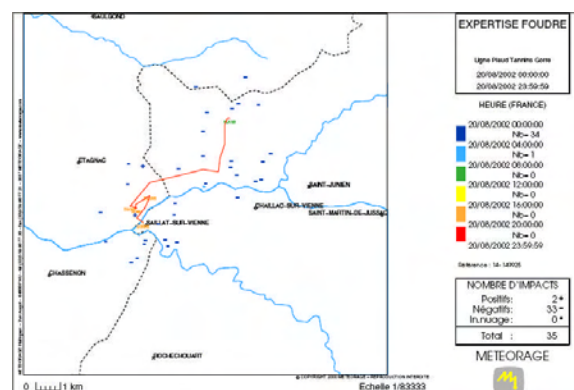 SAULGOND
ETAGNAC
SAINT-JUNIEN
CHAILLAC-SUR-VIENNE
SAINT-MARTIN-DE-JUSSAC
SAILLAT-SUR-VIENNE
CHASSENON
ROCHECHOUART
0 1 km
Echelle 1/83333
EXPERTISE FOUDRE
Ligne Plaud Tannins Gorre
20/08/2002 00:00:00
20/08/2002 23:59:59
HEURE (FRANCE)
20/08/2002 00:00:00
Nb= 34
20/08/2002 04:00:00
Nb= 1
20/08/2002 08:00:00
Nb= 0
20/08/2002 12:00:00
Nb= 0
20/08/2002 16:00:00
Nb= 0
20/08/2002 20:00:00
Nb= 0
20/08/2002 23:59:59
NOMBRE D'IMPACTS
Positifs: 2+
Négatifs: 33-
In.nuage: 0*
Total : 35
METEORAGE